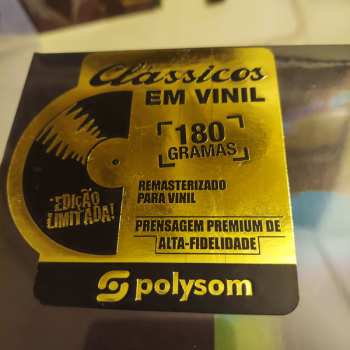 Clássicos
EM VINIL
180
GRAMAS
EDIÇÃO
LIMITADA!
REMASTERIZADO
PARA VINIL
PRENSAGEM PREMIUM DE
ALTA-FIDELIDADE
polysom